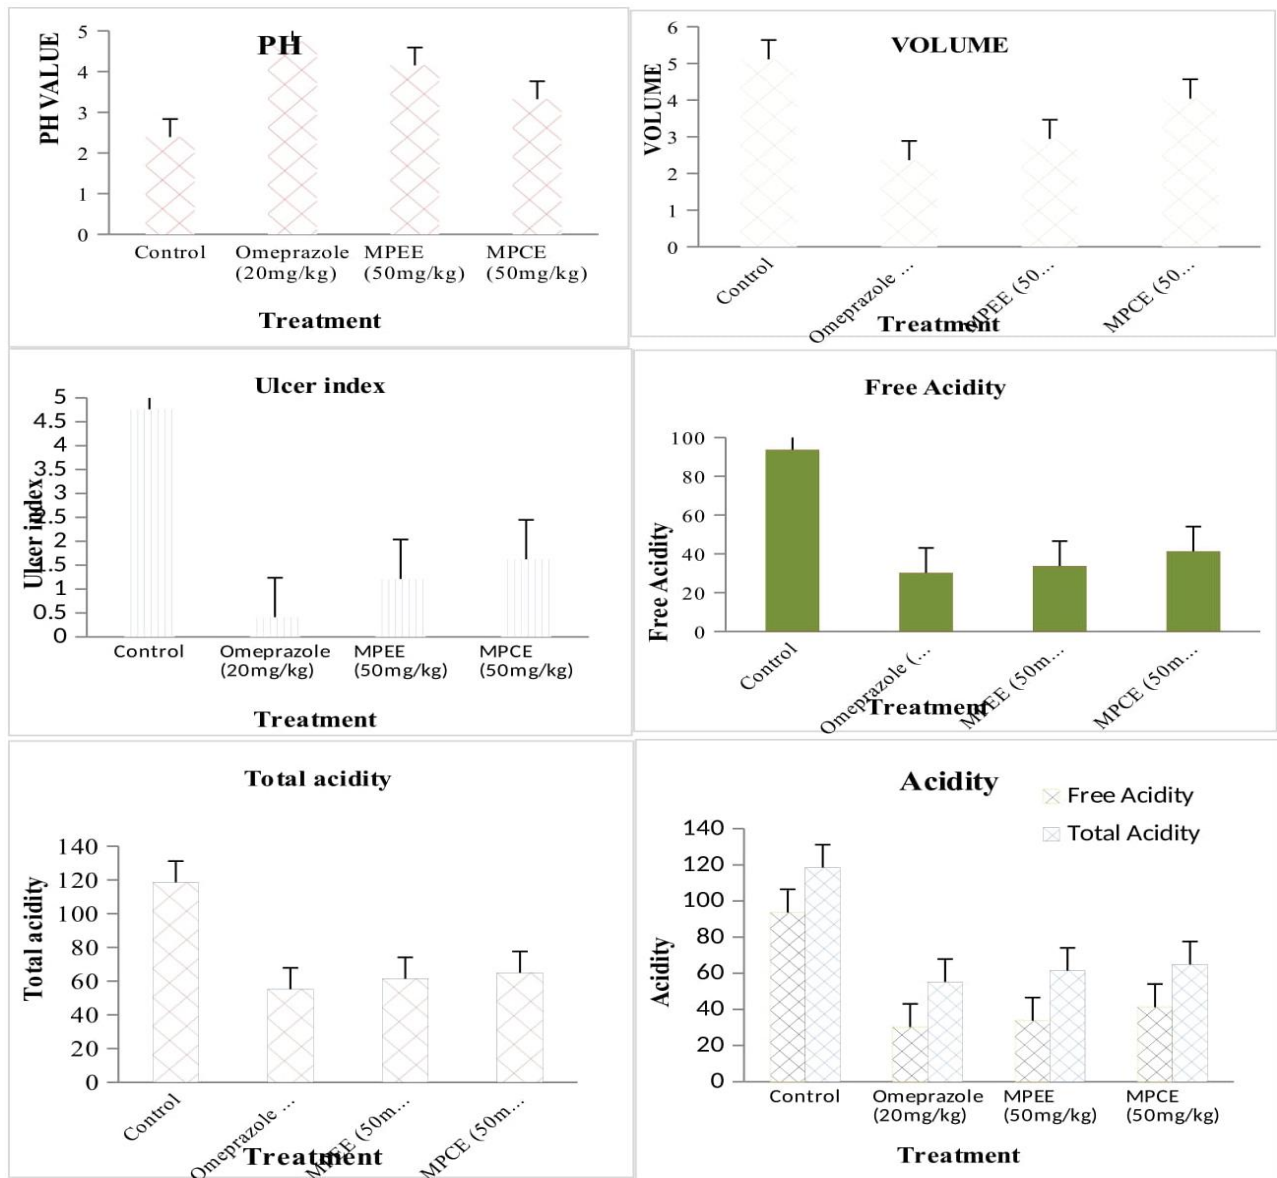 PH
PH VALUE
5
4
3
2
1
0
Control
Omeprazole
(20mg/kg)
MPEE
(50mg/kg)
MPCE
(50mg/kg)
Treatment
VOLUME
VOLUME
6
5
4
3
2
1
0
Control
Omeprazole ...
MPEE (50...
MPCE (50...
Treatment
Ulcer index
Ulcer index
5
4.5
4
3.5
3
2.5
2
1.5
1
0.5
0
Control
Omeprazole
(20mg/kg)
MPEE
(50mg/kg)
MPCE
(50mg/kg)
Treatment
Free Acidity
Free Acidity
100
80
60
40
20
0
Control
Omeprazole (...
MPEE (50m...
MPCE (50m...
Treatment
Total acidity
Total acidity
140
120
100
80
60
40
20
0
Control
Omeprazole ...
MPEE (50m...
MPCE (50m...
Treatment
Acidity
Free Acidity
Total Acidity
Acidity
140
120
100
80
60
40
20
0
Control
Omeprazole
(20mg/kg)
MPEE
(50mg/kg)
MPCE
(50mg/kg)
Treatment